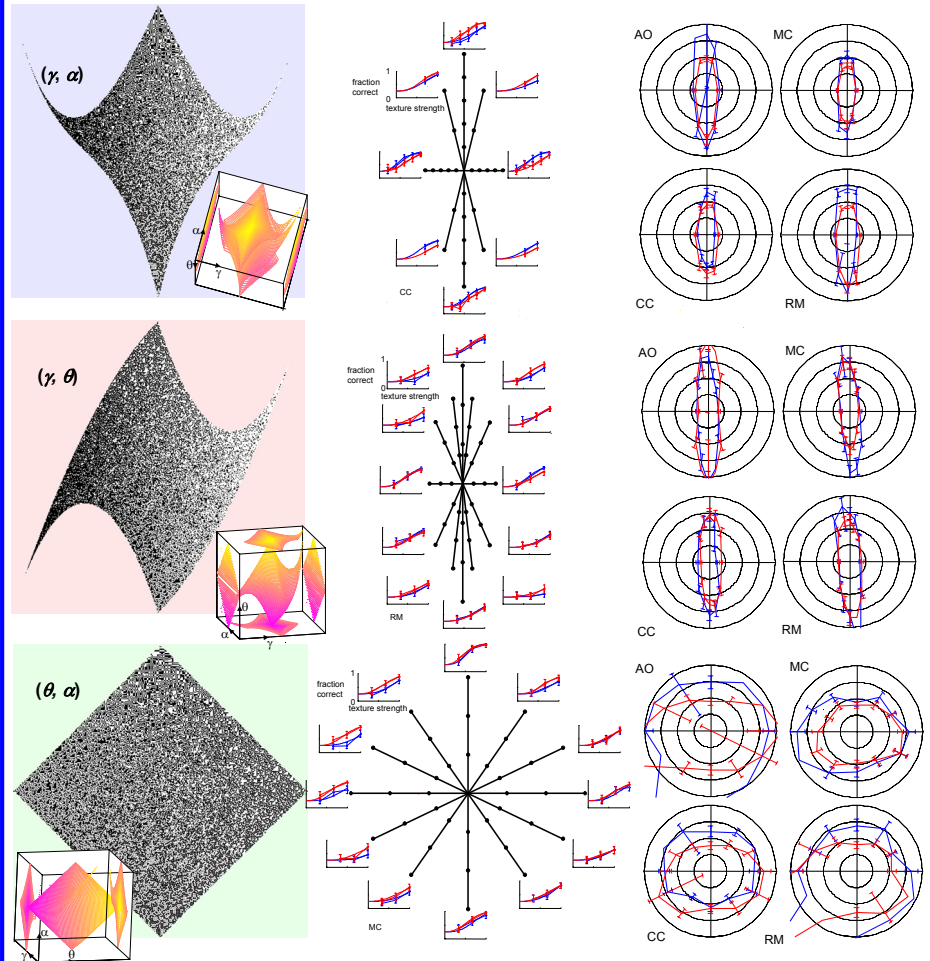 (γ, α)
α
θ
γ
fraction
correct
1
0
texture strength
CC
AO
MC
CC
RM
(γ, θ)
θ
α
γ
fraction
correct
1
0
texture strength
RM
AO
MC
CC
RM
(θ, α)
α
γ
θ
fraction
correct
1
0
texture strength
MC
AO
MC
CC
RM